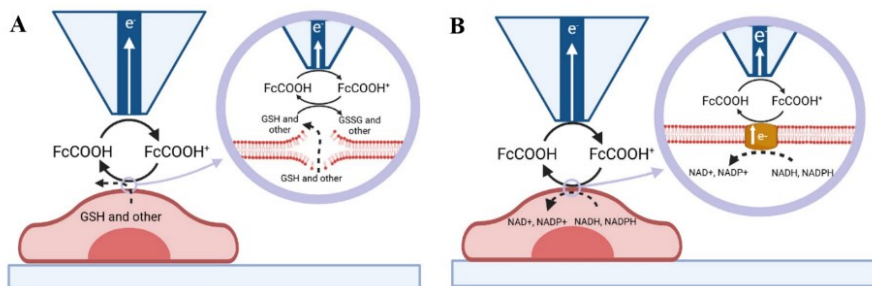 A
e-
FcCOOH
FcCOOH+
GSH and other
e-
FcCOOH
FcCOOH+
GSH and
other
GSSG and
other
GSH and other
B
e-
FcCOOH
FcCOOH+
NAD+, NADP+
NADH, NADPH
e-
FcCOOH
FcCOOH+
e-
NAD+, NADP+
NADH, NADPH